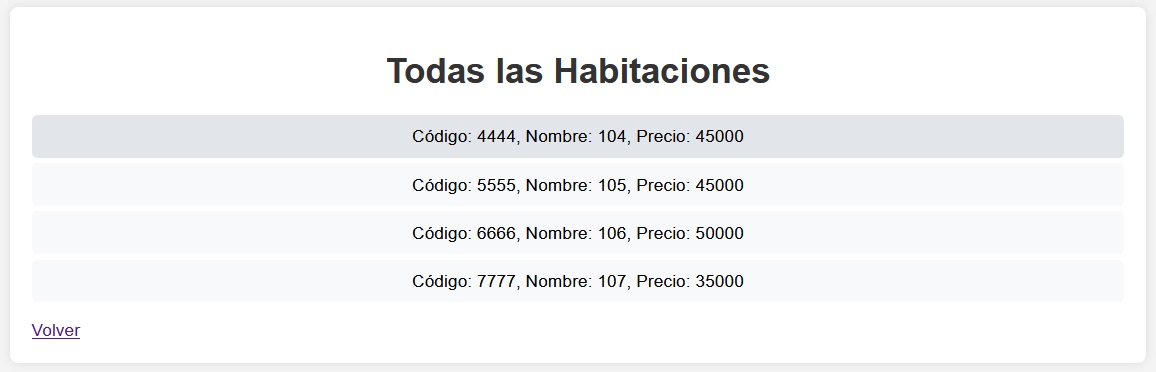 Todas las Habitaciones
Código: 4444, Nombre: 104, Precio: 45000
Código: 5555, Nombre: 105, Precio: 45000
Código: 6666, Nombre: 106, Precio: 50000
Código: 7777, Nombre: 107, Precio: 35000
Volver